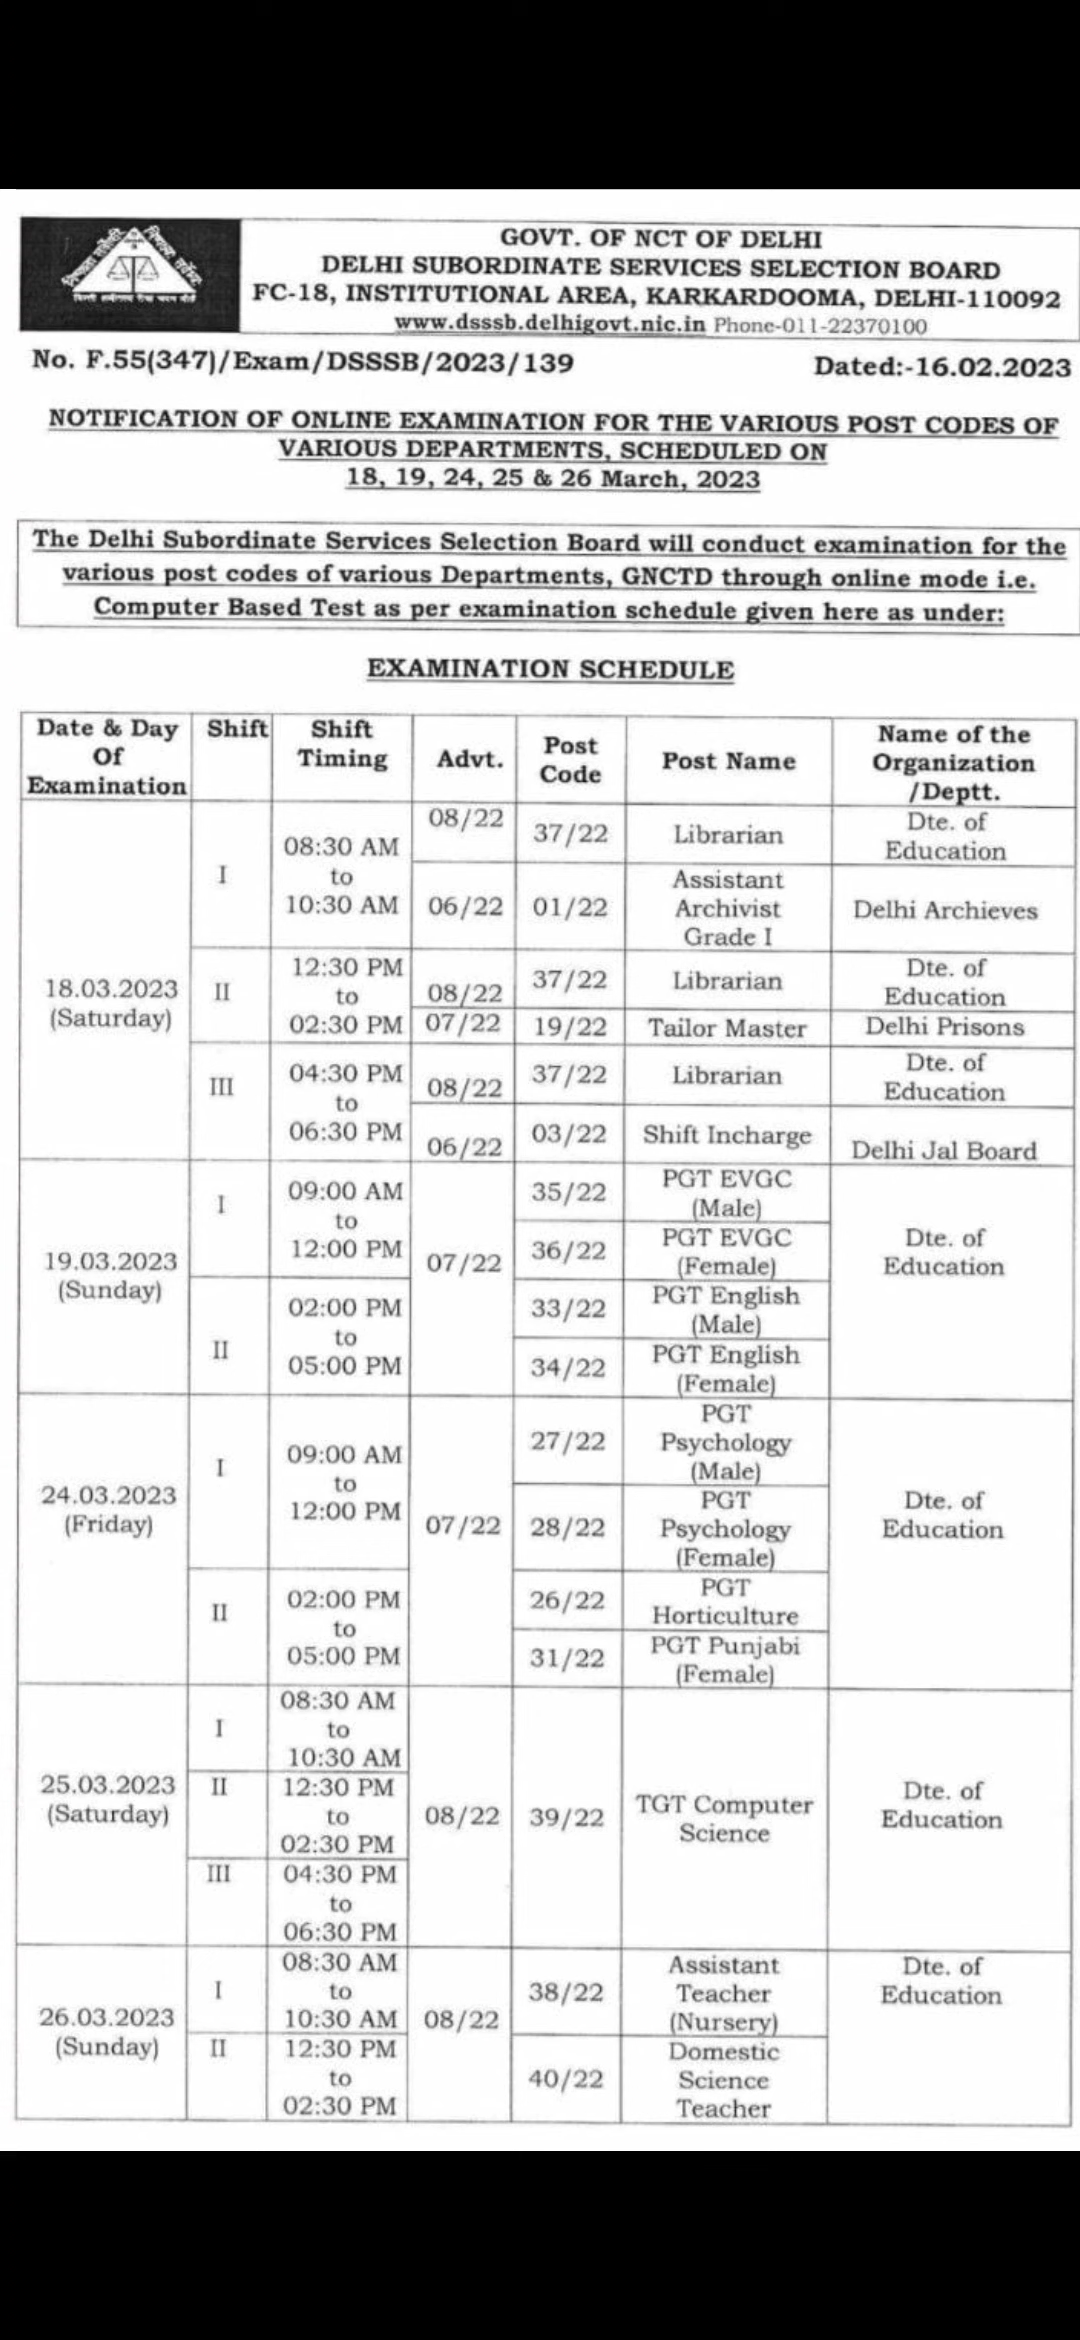 दिल्ली अधीनस्थ सेवा चयन बोर्ड
GOVT. OF NCT OF DELHI
DELHI SUBORDINATE SERVICES SELECTION BOARD
FC-18, INSTITUTIONAL AREA, KARKARDOOMA, DELHI-110092
www.dsssb.delhigovt.nic.in Phone-011-22370100
No. F.55(347)/Exam/DSSSB/2023/139 Dated:-16.02.2023
NOTIFICATION OF ONLINE EXAMINATION FOR THE VARIOUS POST CODES OF
VARIOUS DEPARTMENTS, SCHEDULED ON
18, 19, 24, 25 & 26 March, 2023
The Delhi Subordinate Services Selection Board will conduct examination for the
various post codes of various Departments, GNCTD through online mode i.e.
Computer Based Test as per examination schedule given here as under:
EXAMINATION SCHEDULE
Date & Day
Of
Examination
Shift
Shift
Timing
Advt.
Post
Code
Post Name
Name of the
Organization
/Deptt.
18.03.2023
(Saturday)
I
08:30 AM
to
10:30 AM
08/22
37/22
Librarian
Dte. of
Education
06/22
01/22
Assistant
Archivist
Grade I
Delhi Archieves
II
12:30 PM
to
02:30 PM
08/22
37/22
Librarian
Dte. of
Education
07/22
19/22
Tailor Master
Delhi Prisons
III
04:30 PM
to
06:30 PM
08/22
37/22
Librarian
Dte. of
Education
06/22
03/22
Shift Incharge
Delhi Jal Board
19.03.2023
(Sunday)
I
09:00 AM
to
12:00 PM
07/22
35/22
PGT EVGC
(Male)
Dte. of
Education
36/22
PGT EVGC
(Female)
II
02:00 PM
to
05:00 PM
33/22
PGT English
(Male)
34/22
PGT English
(Female)
24.03.2023
(Friday)
I
09:00 AM
to
12:00 PM
07/22
27/22
PGT
Psychology
(Male)
Dte. of
Education
28/22
PGT
Psychology
(Female)
II
02:00 PM
to
05:00 PM
26/22
PGT
Horticulture
31/22
PGT Punjabi
(Female)
25.03.2023
(Saturday)
I
08:30 AM
to
10:30 AM
08/22
39/22
TGT Computer
Science
Dte. of
Education
II
12:30 PM
to
02:30 PM
III
04:30 PM
to
06:30 PM
26.03.2023
(Sunday)
I
08:30 AM
to
10:30 AM
08/22
38/22
Assistant
Teacher
(Nursery)
Dte. of
Education
II
12:30 PM
to
02:30 PM
40/22
Domestic
Science
Teacher